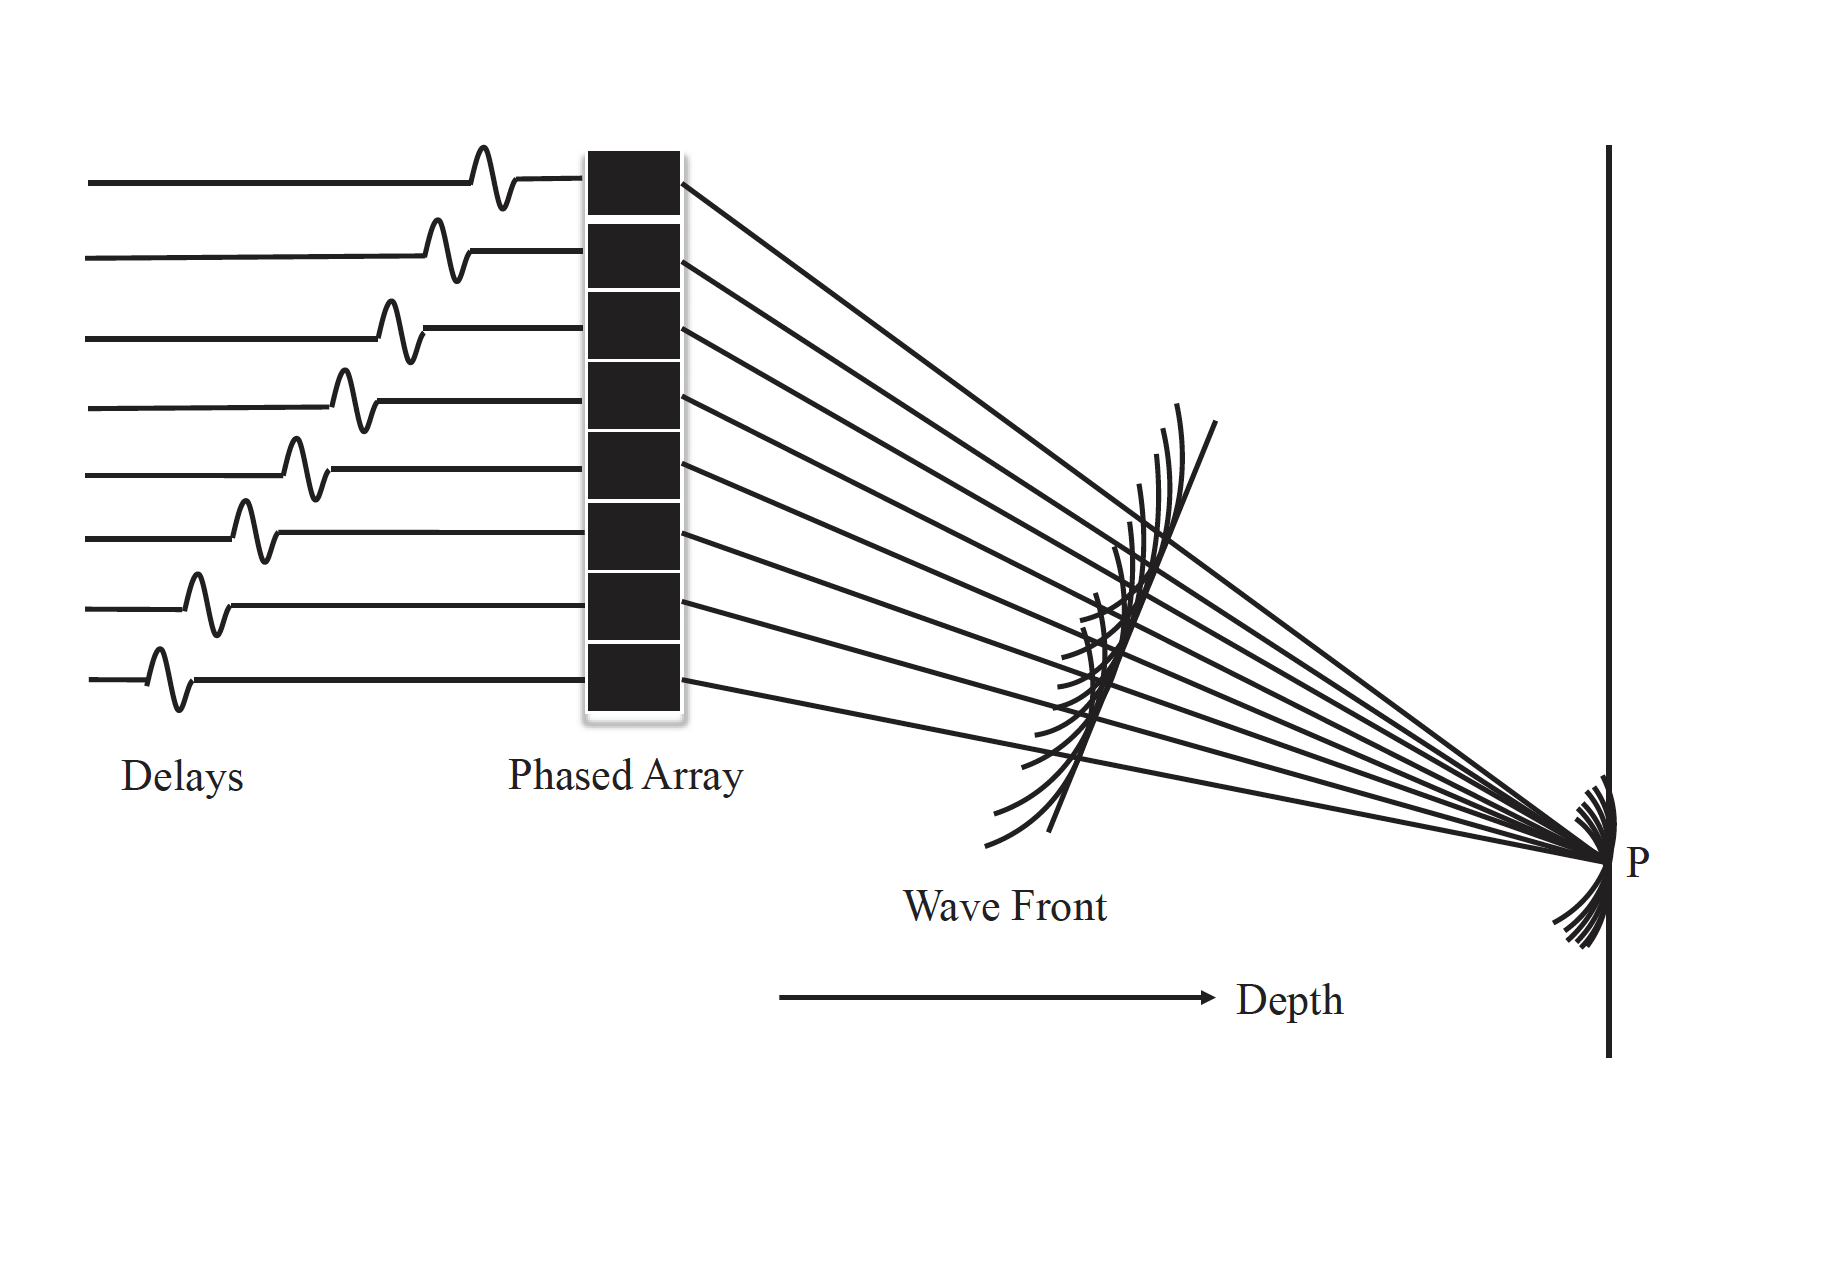 Delays
Phased Array
P
Wave Front
Depth